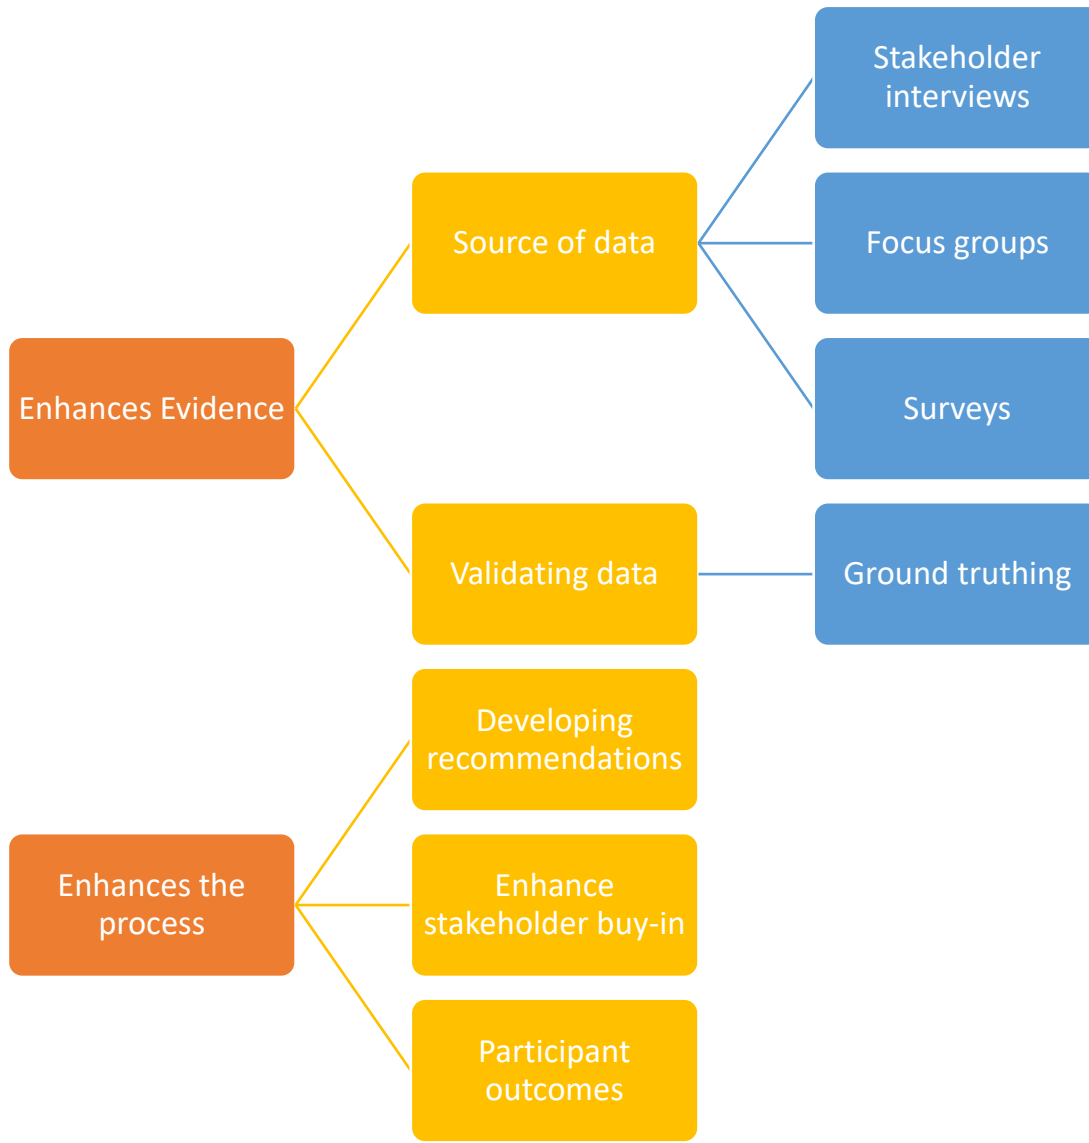 Enhances Evidence
Source of data
Stakeholder
interviews
Focus groups
Surveys
Validating data
Ground truthing
Enhances the
process
Developing
recommendations
Enhance
stakeholder buy-in
Participant
outcomes